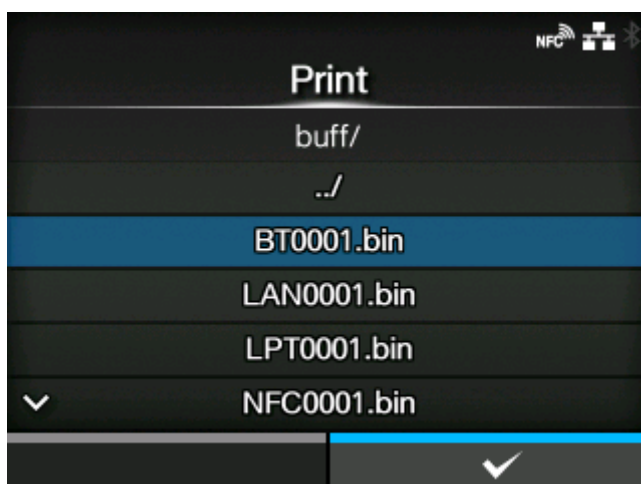 NFC
Print
buff/
../
BT0001.bin
LAN0001.bin
LPT0001.bin
NFC0001.bin